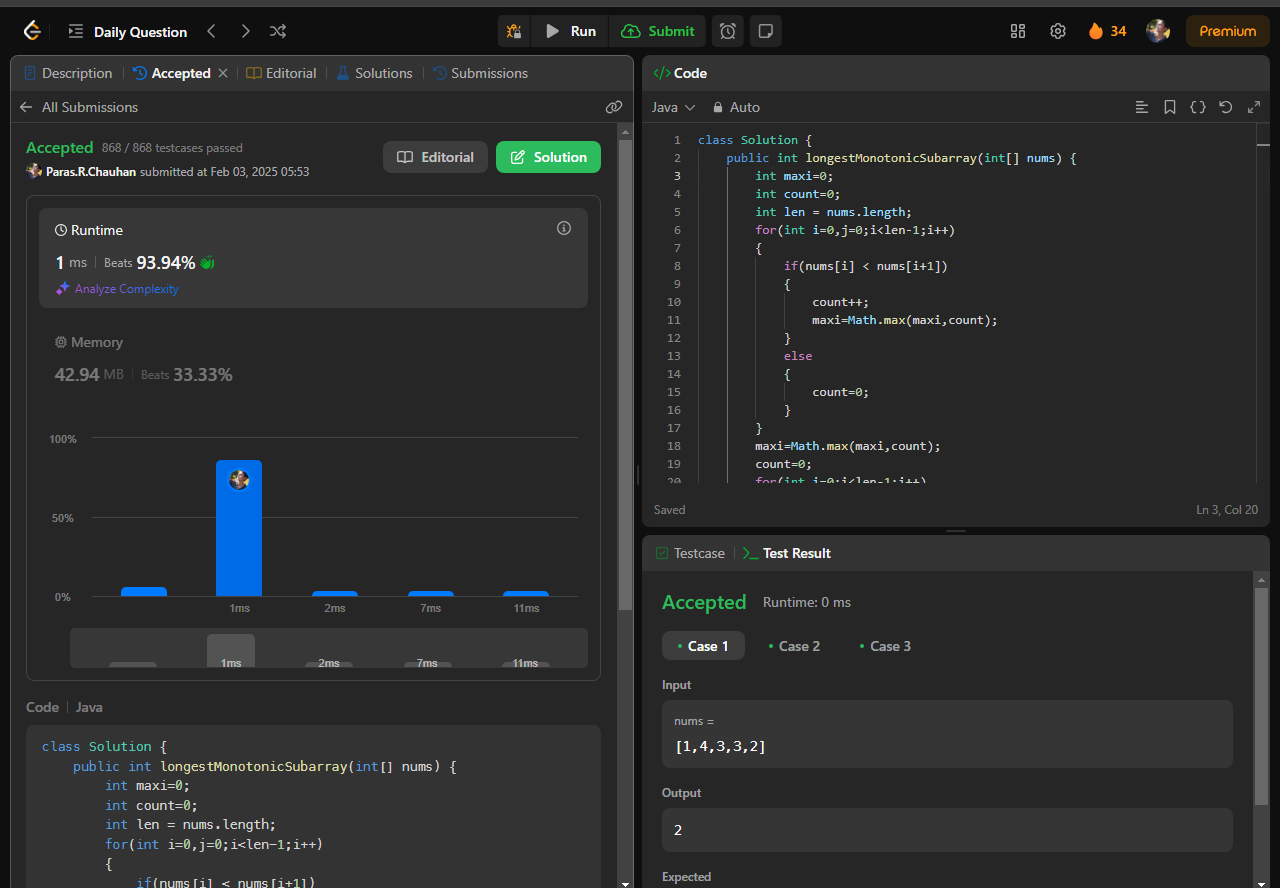 Daily Question
Run
Submit
34
Premium
Description
Accepted
Editorial
Solutions
Submissions
All Submissions
Accepted 868 / 868 testcases passed
Paras.R.Chauhan submitted at Feb 03, 2025 05:53
Editorial
Solution
Runtime
1 ms Beats 93.94%
Analyze Complexity
Memory
42.94 MB Beats 33.33%
100%
50%
0%
1ms 2ms 7ms 11ms
1ms 2ms 7ms 11ms
Code Java
class Solution {
public int longestMonotonicSubarray(int[] nums) {
int maxi=0;
int count=0;
int len = nums.length;
for(int i=0,j=0;i<len-1;i++)
{
if(nums[i] < nums[i+1])
</> Code
Java Auto
1 class Solution {
2 public int longestMonotonicSubarray(int[] nums) {
3 int maxi=0;
4 int count=0;
5 int len = nums.length;
6 for(int i=0,j=0;i<len-1;i++)
7 {
8 if(nums[i] < nums[i+1])
9 {
10 count++;
11 maxi=Math.max(maxi,count);
12 }
13 else
14 {
15 count=0;
16 }
17 }
18 maxi=Math.max(maxi,count);
19 count=0;
20 for(int i=0;i<len-1;i++)
Saved
Ln 3, Col 20
Testcase
Test Result
Accepted Runtime: 0 ms
Case 1
Case 2
Case 3
Input
nums =
[1,4,3,3,2]
Output
2
Expected